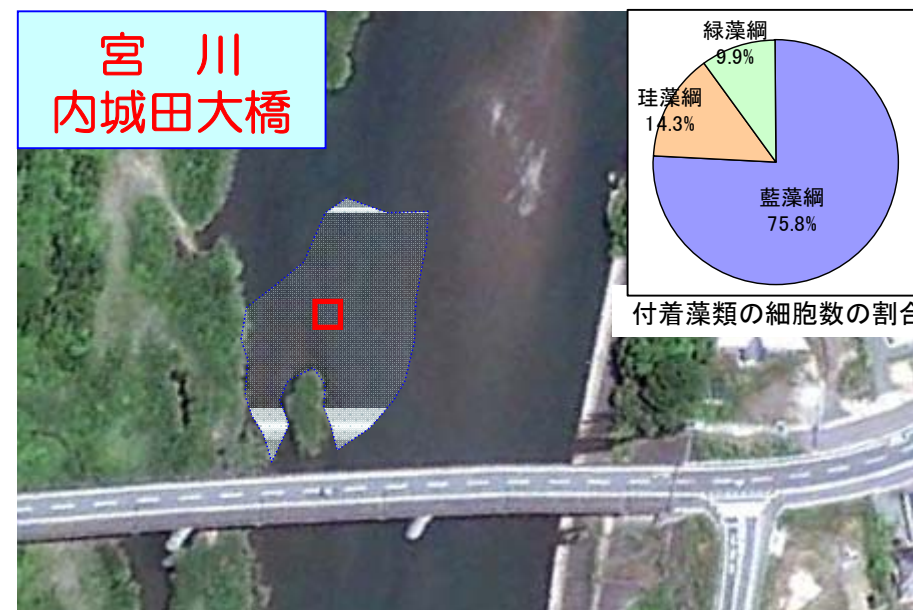 宮　川
内城田大橋
緑藻綱
9.9%
珪藻綱
14.3%
藍藻綱
75.8%
付着藻類の細胞数の割合